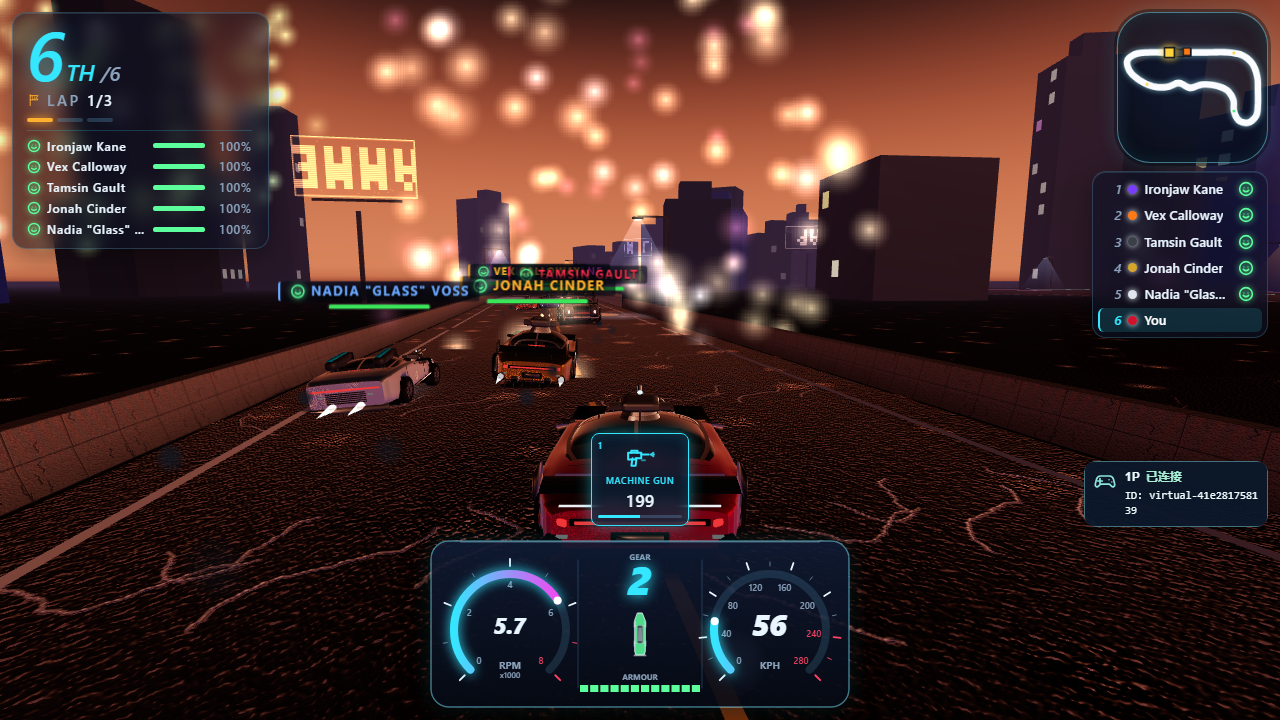 6TH /6
LAP 1/3
Ironjaw Kane 100%
Vex Calloway 100%
Tamsin Gault 100%
Jonah Cinder 100%
Nadia "Glass" ... 100%
VEX
TAMSIN GAULT
NADIA "GLASS" VOSS
JONAH CINDER
1 Ironjaw Kane
2 Vex Calloway
3 Tamsin Gault
4 Jonah Cinder
5 Nadia "Glas...
6 You
1P 已连接
ID: virtual-41e2817581
39
1
MACHINE GUN
199
0 2 4 6 8
5.7
RPM
x1000
GEAR
2
ARMOUR
0 40 80 120 160 200 240 280
56
KPH